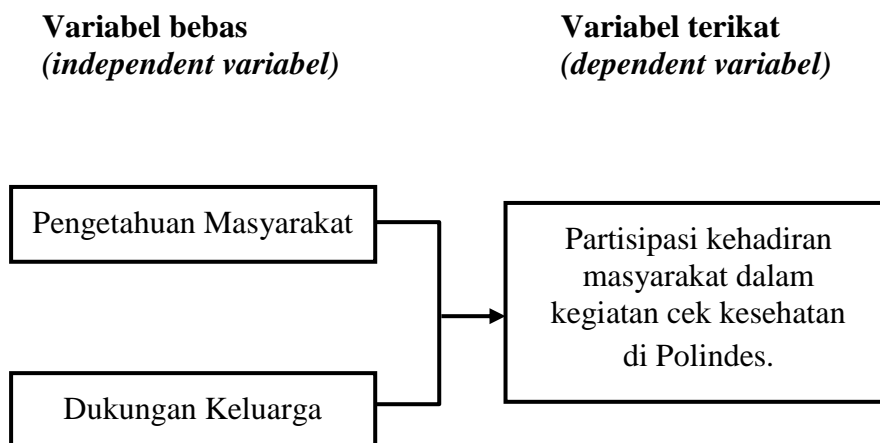 Variabel bebas
(independent variabel)
Variabel terikat
(dependent variabel)
Pengetahuan Masyarakat
Dukungan Keluarga
Partisipasi kehadiran
masyarakat dalam
kegiatan cek kesehatan
di Polindes.